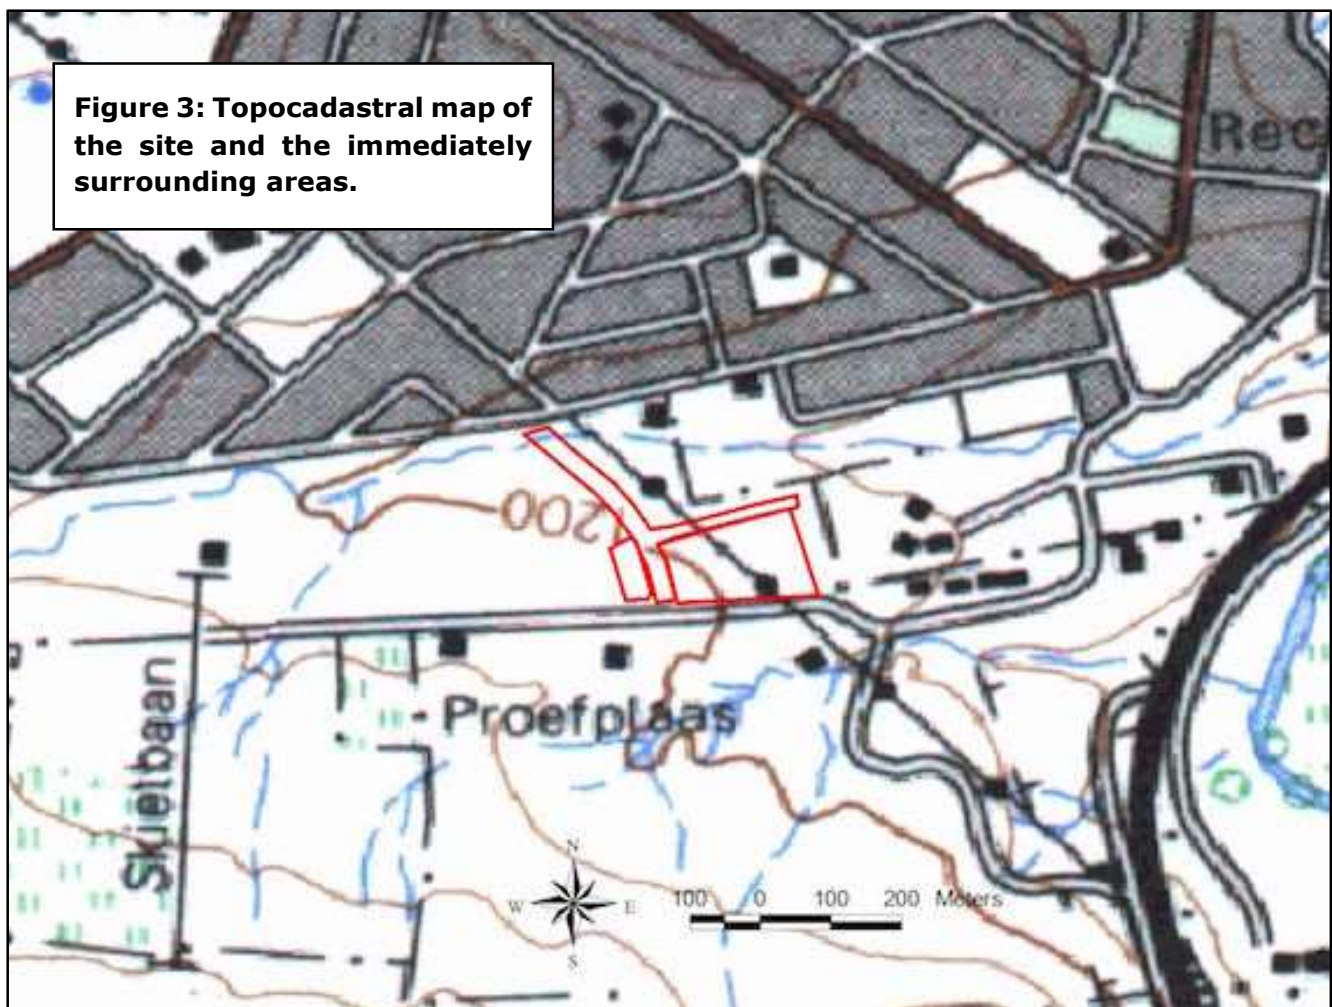 Figure 3: Topocadastral map of
the site and the immediately
surrounding areas.
Rec
1200
Proefplaas
Skietbaan
N
W E
S
100 0 100 200 Meters